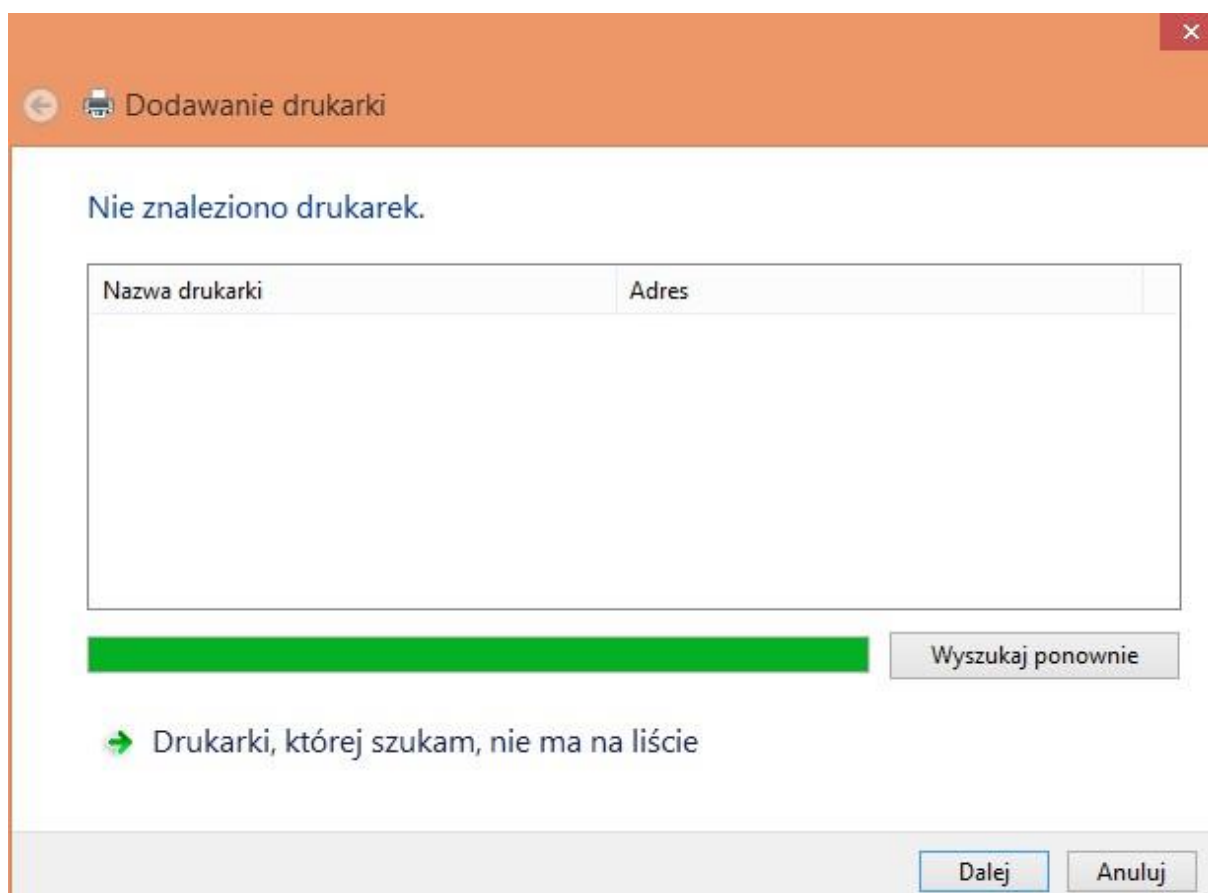 Dodawanie drukarki
Nie znaleziono drukarek.
Nazwa drukarki Adres
Wyszukaj ponownie
Drukarki, której szukam, nie ma na liście
Dalej Anuluj